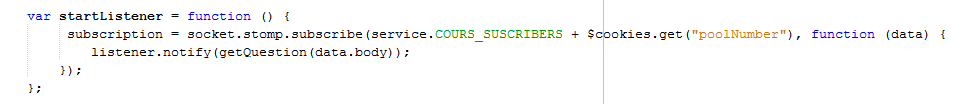 var startListener = function () {
subscription = socket.stomp.subscribe(service.COURS_SUSCRIBERS + $cookies.get("poolNumber"), function (data) {
listener.notify(getQuestion(data.body));
});
};